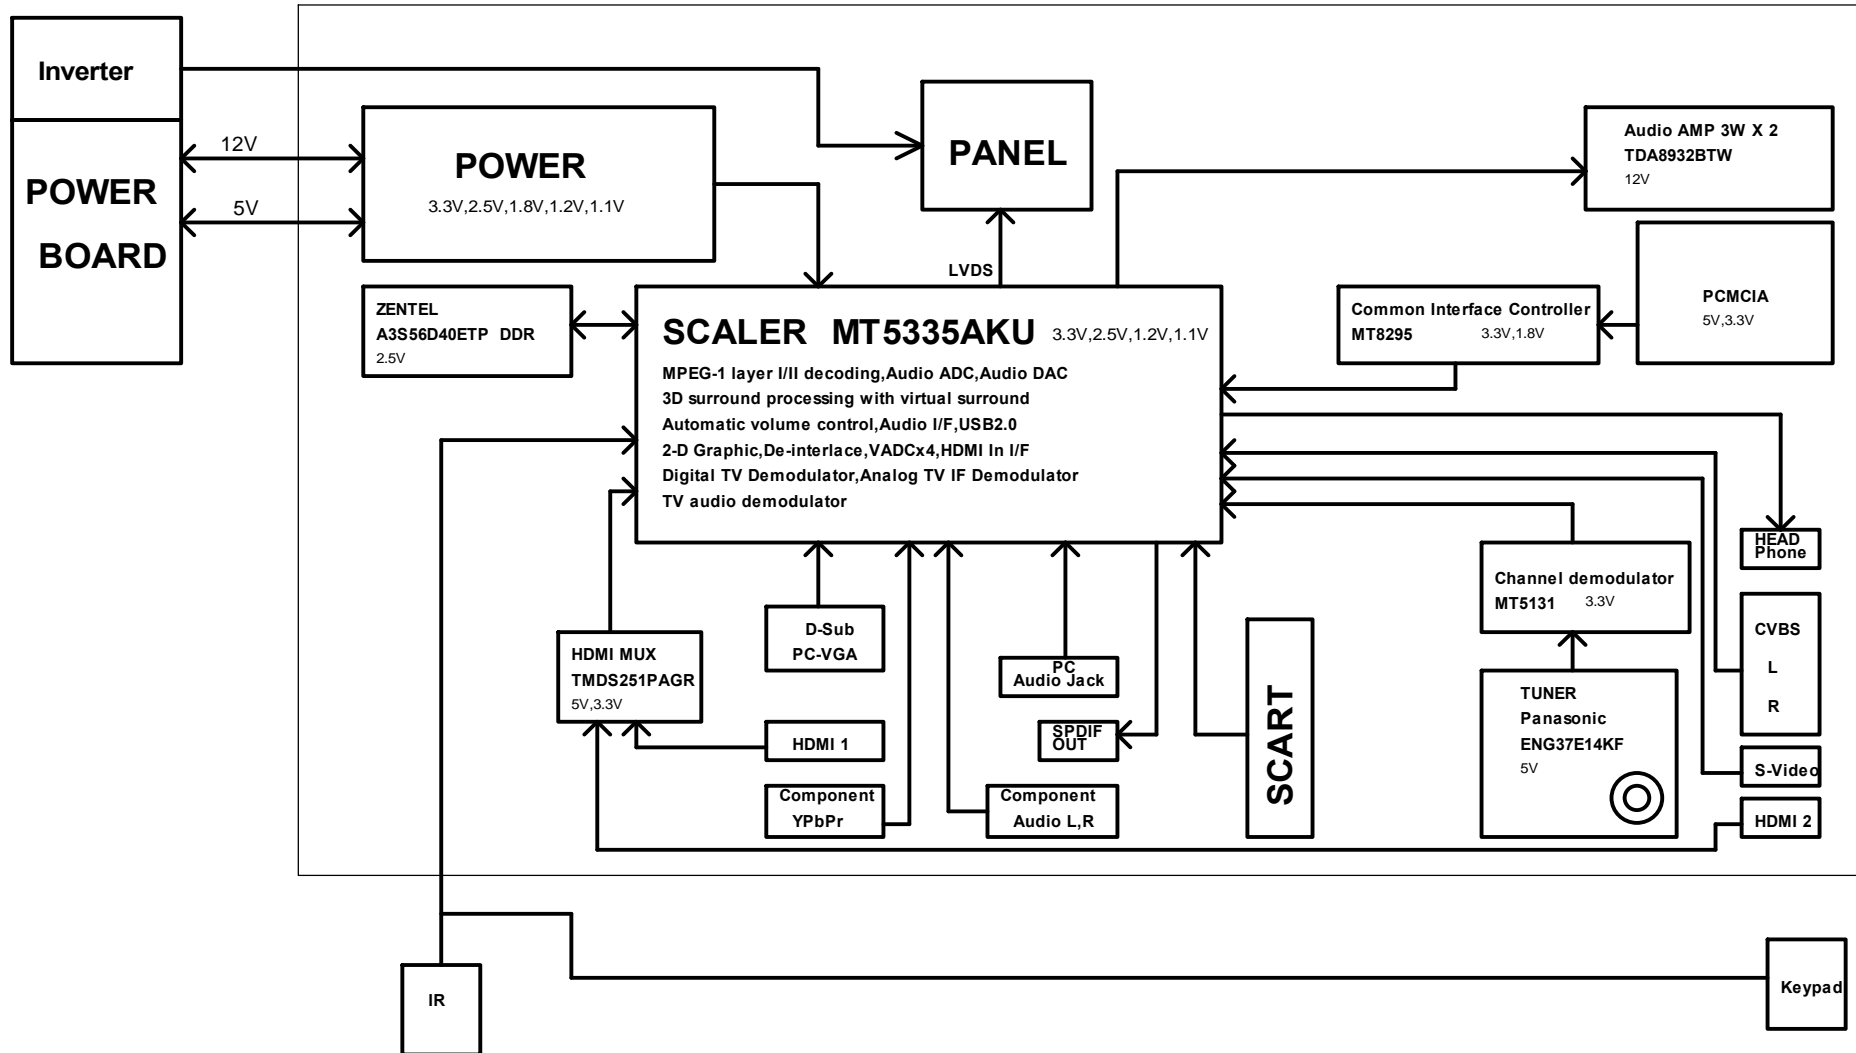 Inverter
POWER
BOARD
12V
5V
POWER
3.3V,2.5V,1.8V,1.2V,1.1V
PANEL
LVDS
Audio AMP 3W X 2
TDA8932BTW
12V
PCMCIA
5V,3.3V
Common Interface Controller
MT8295 3.3V,1.8V
ZENTEL
A3S56D40ETP DDR
2.5V
SCALER MT5335AKU 3.3V,2.5V,1.2V,1.1V
MPEG-1 layer I/II decoding,Audio ADC,Audio DAC
3D surround processing with virtual surround
Automatic volume control,Audio I/F,USB2.0
2-D Graphic,De-interlace,VADCx4,HDMI In I/F
Digital TV Demodulator,Analog TV IF Demodulator
TV audio demodulator
HEAD
Phone
Channel demodulator
MT5131 3.3V
CVBS
L
R
D-Sub
PC-VGA
HDMI MUX
TMDS251PAGR
5V,3.3V
PC
Audio Jack
SCART
TUNER
Panasonic
ENG37E14KF
5V
HDMI 1
SPDIF
OUT
S-Video
Component
YPbPr
Component
Audio L,R
HDMI 2
IR
Keypad